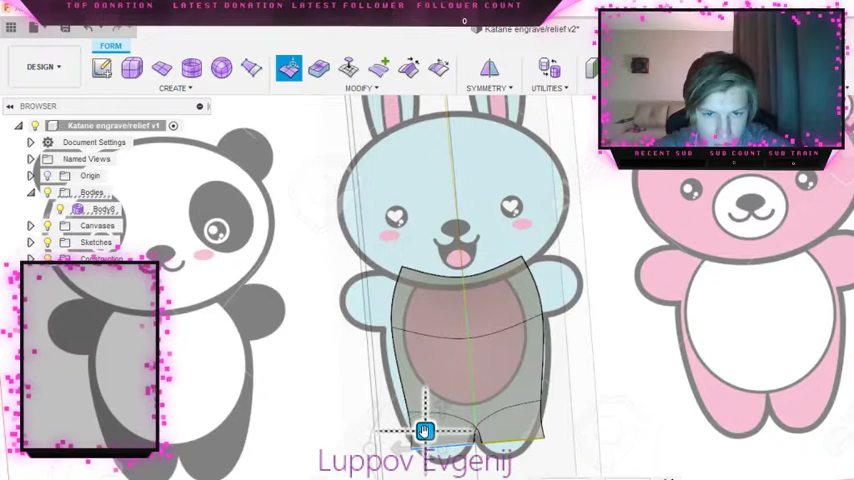 TOP DONATION LATEST DONATION LATEST FOLLOWER FOLLOWER COUNT
0
Katane engrave/relief v2*
FORM
DESIGN
CREATE
MODIFY
SYMMETRY
UTILITIES
RECENT SUB SUB COUNT SUB TRAIN
BROWSER
Katane engrave/relief v1
Document Settings
Named Views
Origin
Bodies
Body8
Canvases
Sketches
Construction
Luppov Evgenij